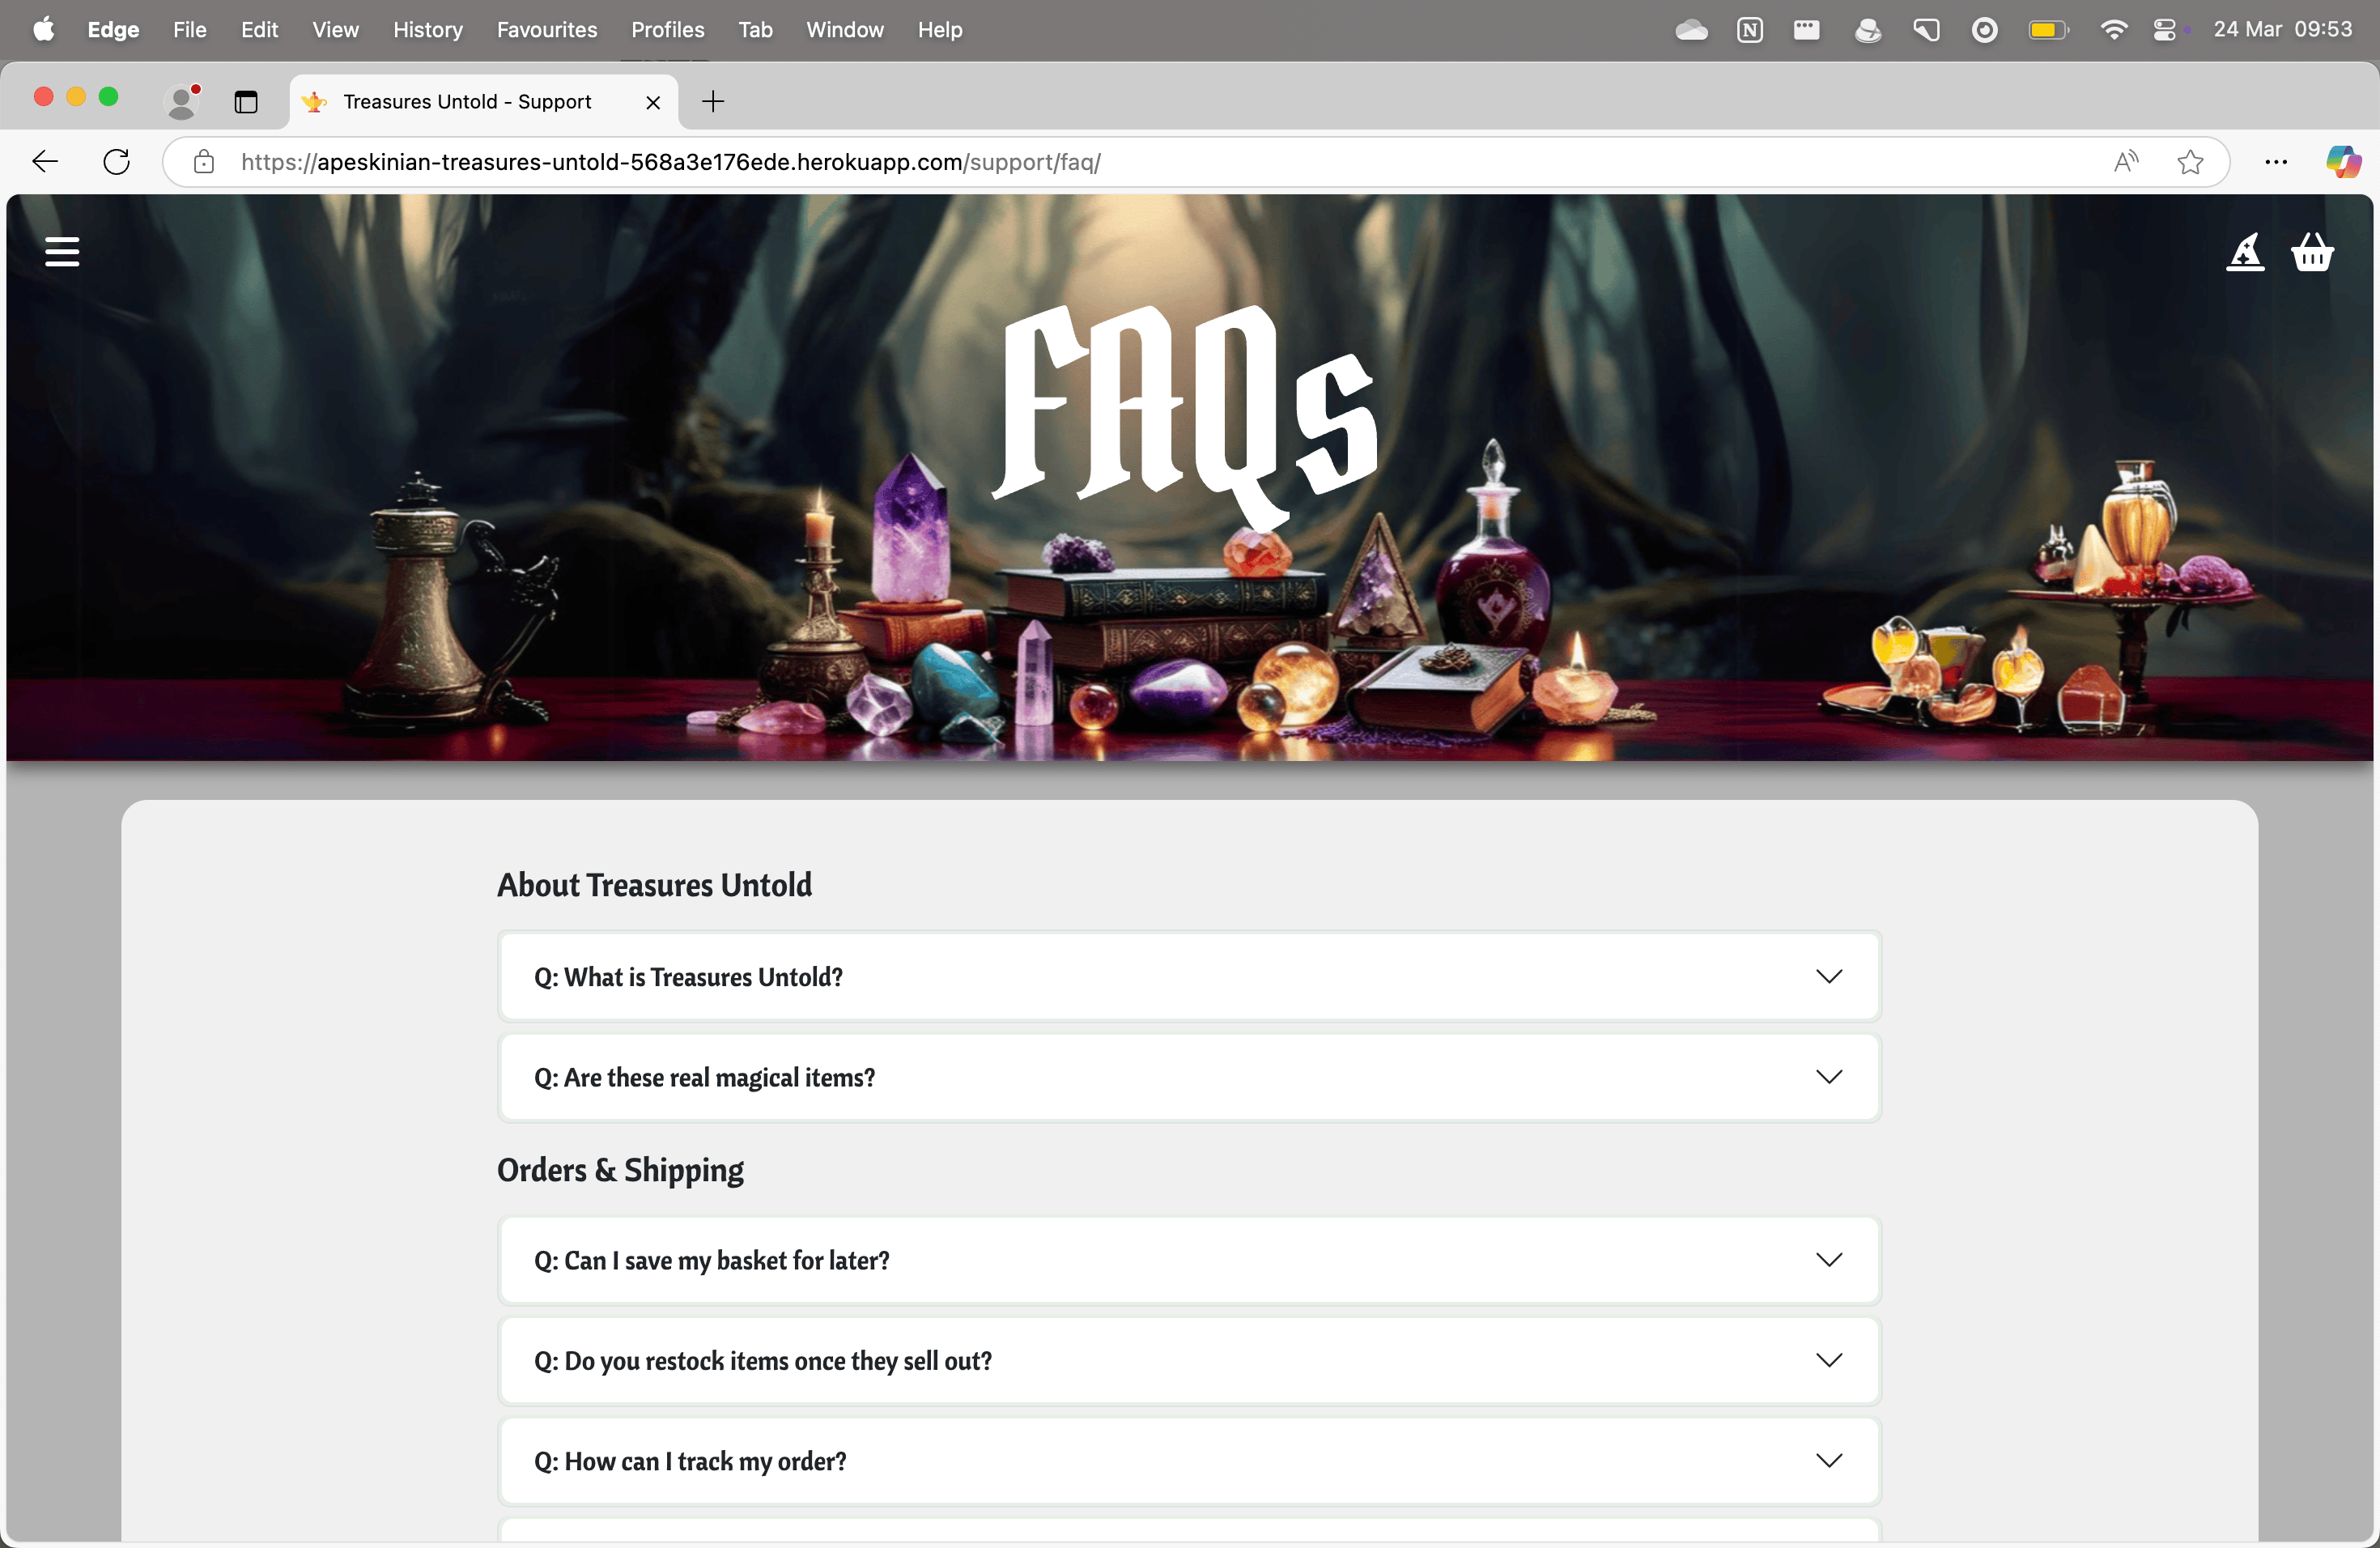 Edge File Edit View History Favourites Profiles Tab Window Help 24 Mar 09:53
Treasures Untold - Support
https://apeskinian-treasures-untold-568a3e176ede.herokuapp.com/support/faq/
FAQs
About Treasures Untold
Q: What is Treasures Untold?
Q: Are these real magical items?
Orders & Shipping
Q: Can I save my basket for later?
Q: Do you restock items once they sell out?
Q: How can I track my order?